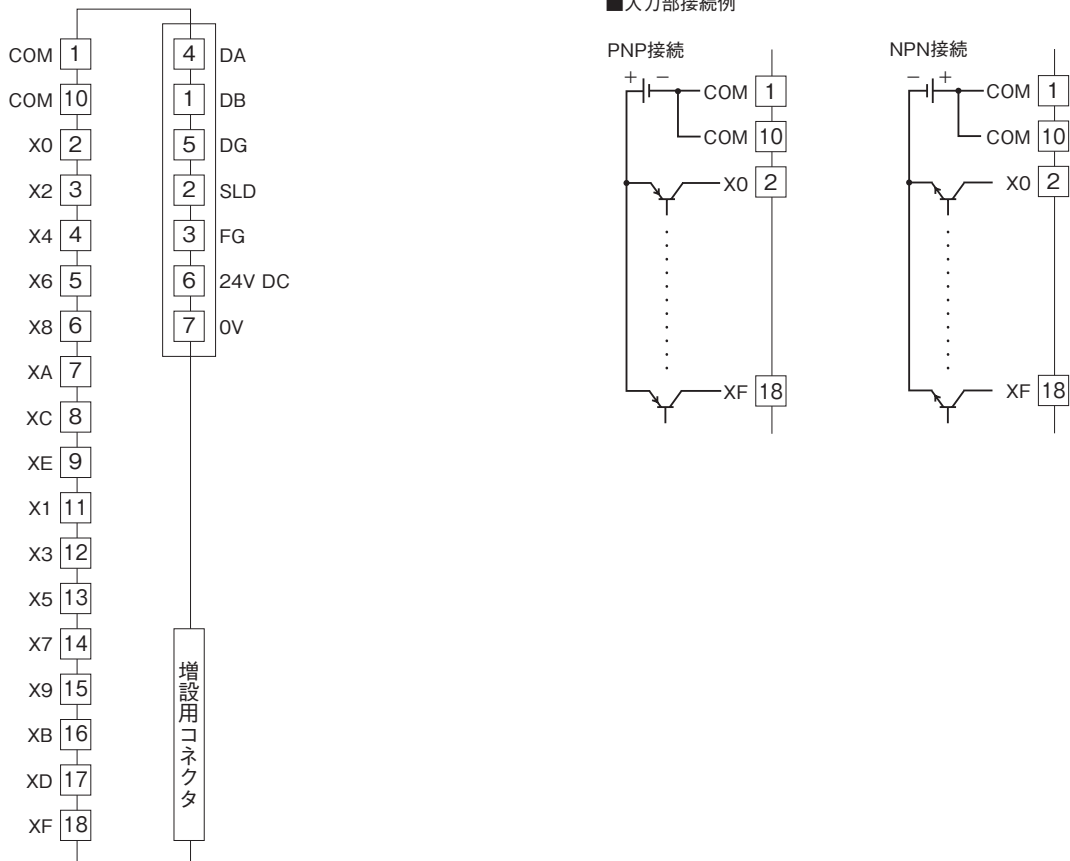 ■入力部接続例
COM 1
COM 10
X0 2
X2 3
X4 4
X6 5
X8 6
XA 7
XC 8
XE 9
X1 11
X3 12
X5 13
X7 14
X9 15
XB 16
XD 17
XF 18
4 DA
1 DB
5 DG
2 SLD
3 FG
6 24V DC
7 0V
増設用コネクタ
PNP接続
+ −
COM 1
COM 10
X0 2
XF 18
NPN接続
− +
COM 1
COM 10
X0 2
XF 18